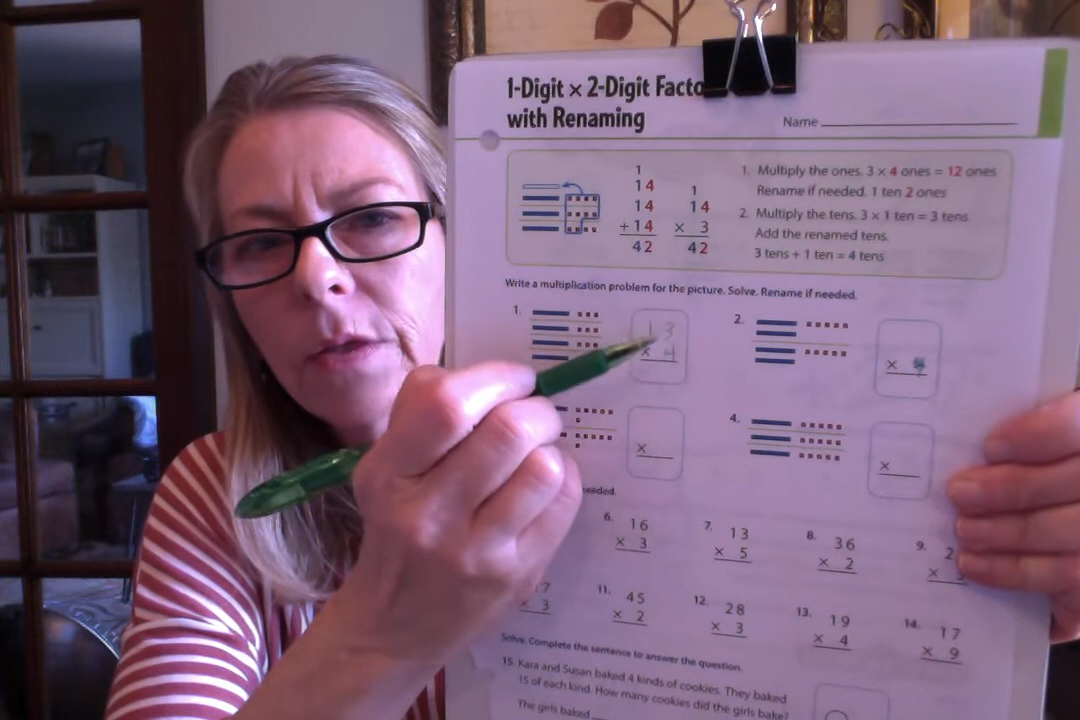 1-Digit × 2-Digit Facto
with Renaming
Name
1
14
14
+14
42
1
14
× 3
42
1. Multiply the ones. 3 × 4 ones = 12 ones
Rename if needed. 1 ten 2 ones
2. Multiply the tens. 3 × 1 ten = 3 tens
Add the renamed tens.
3 tens + 1 ten = 4 tens
Write a multiplication problem for the picture. Solve. Rename if needed.
1.
13
× 4
2.
×
×
4.
×
needed.
6. 16
× 3
7. 13
× 5
8. 36
× 2
9. 2
×
7
× 3
11. 45
× 2
12. 28
× 3
13. 19
× 4
14. 17
× 9
Solve. Complete the sentence to answer the question.
15. Kara and Susan baked 4 kinds of cookies. They baked
15 of each kind. How many cookies did the girls bake?
The girls baked